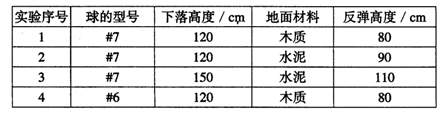 实验序号 球的型号 下落高度/cm 地面材料 反弹高度/cm
1 #7 120 木质 80
2 #7 120 水泥 90
3 #7 150 水泥 110
4 #6 120 木质 80